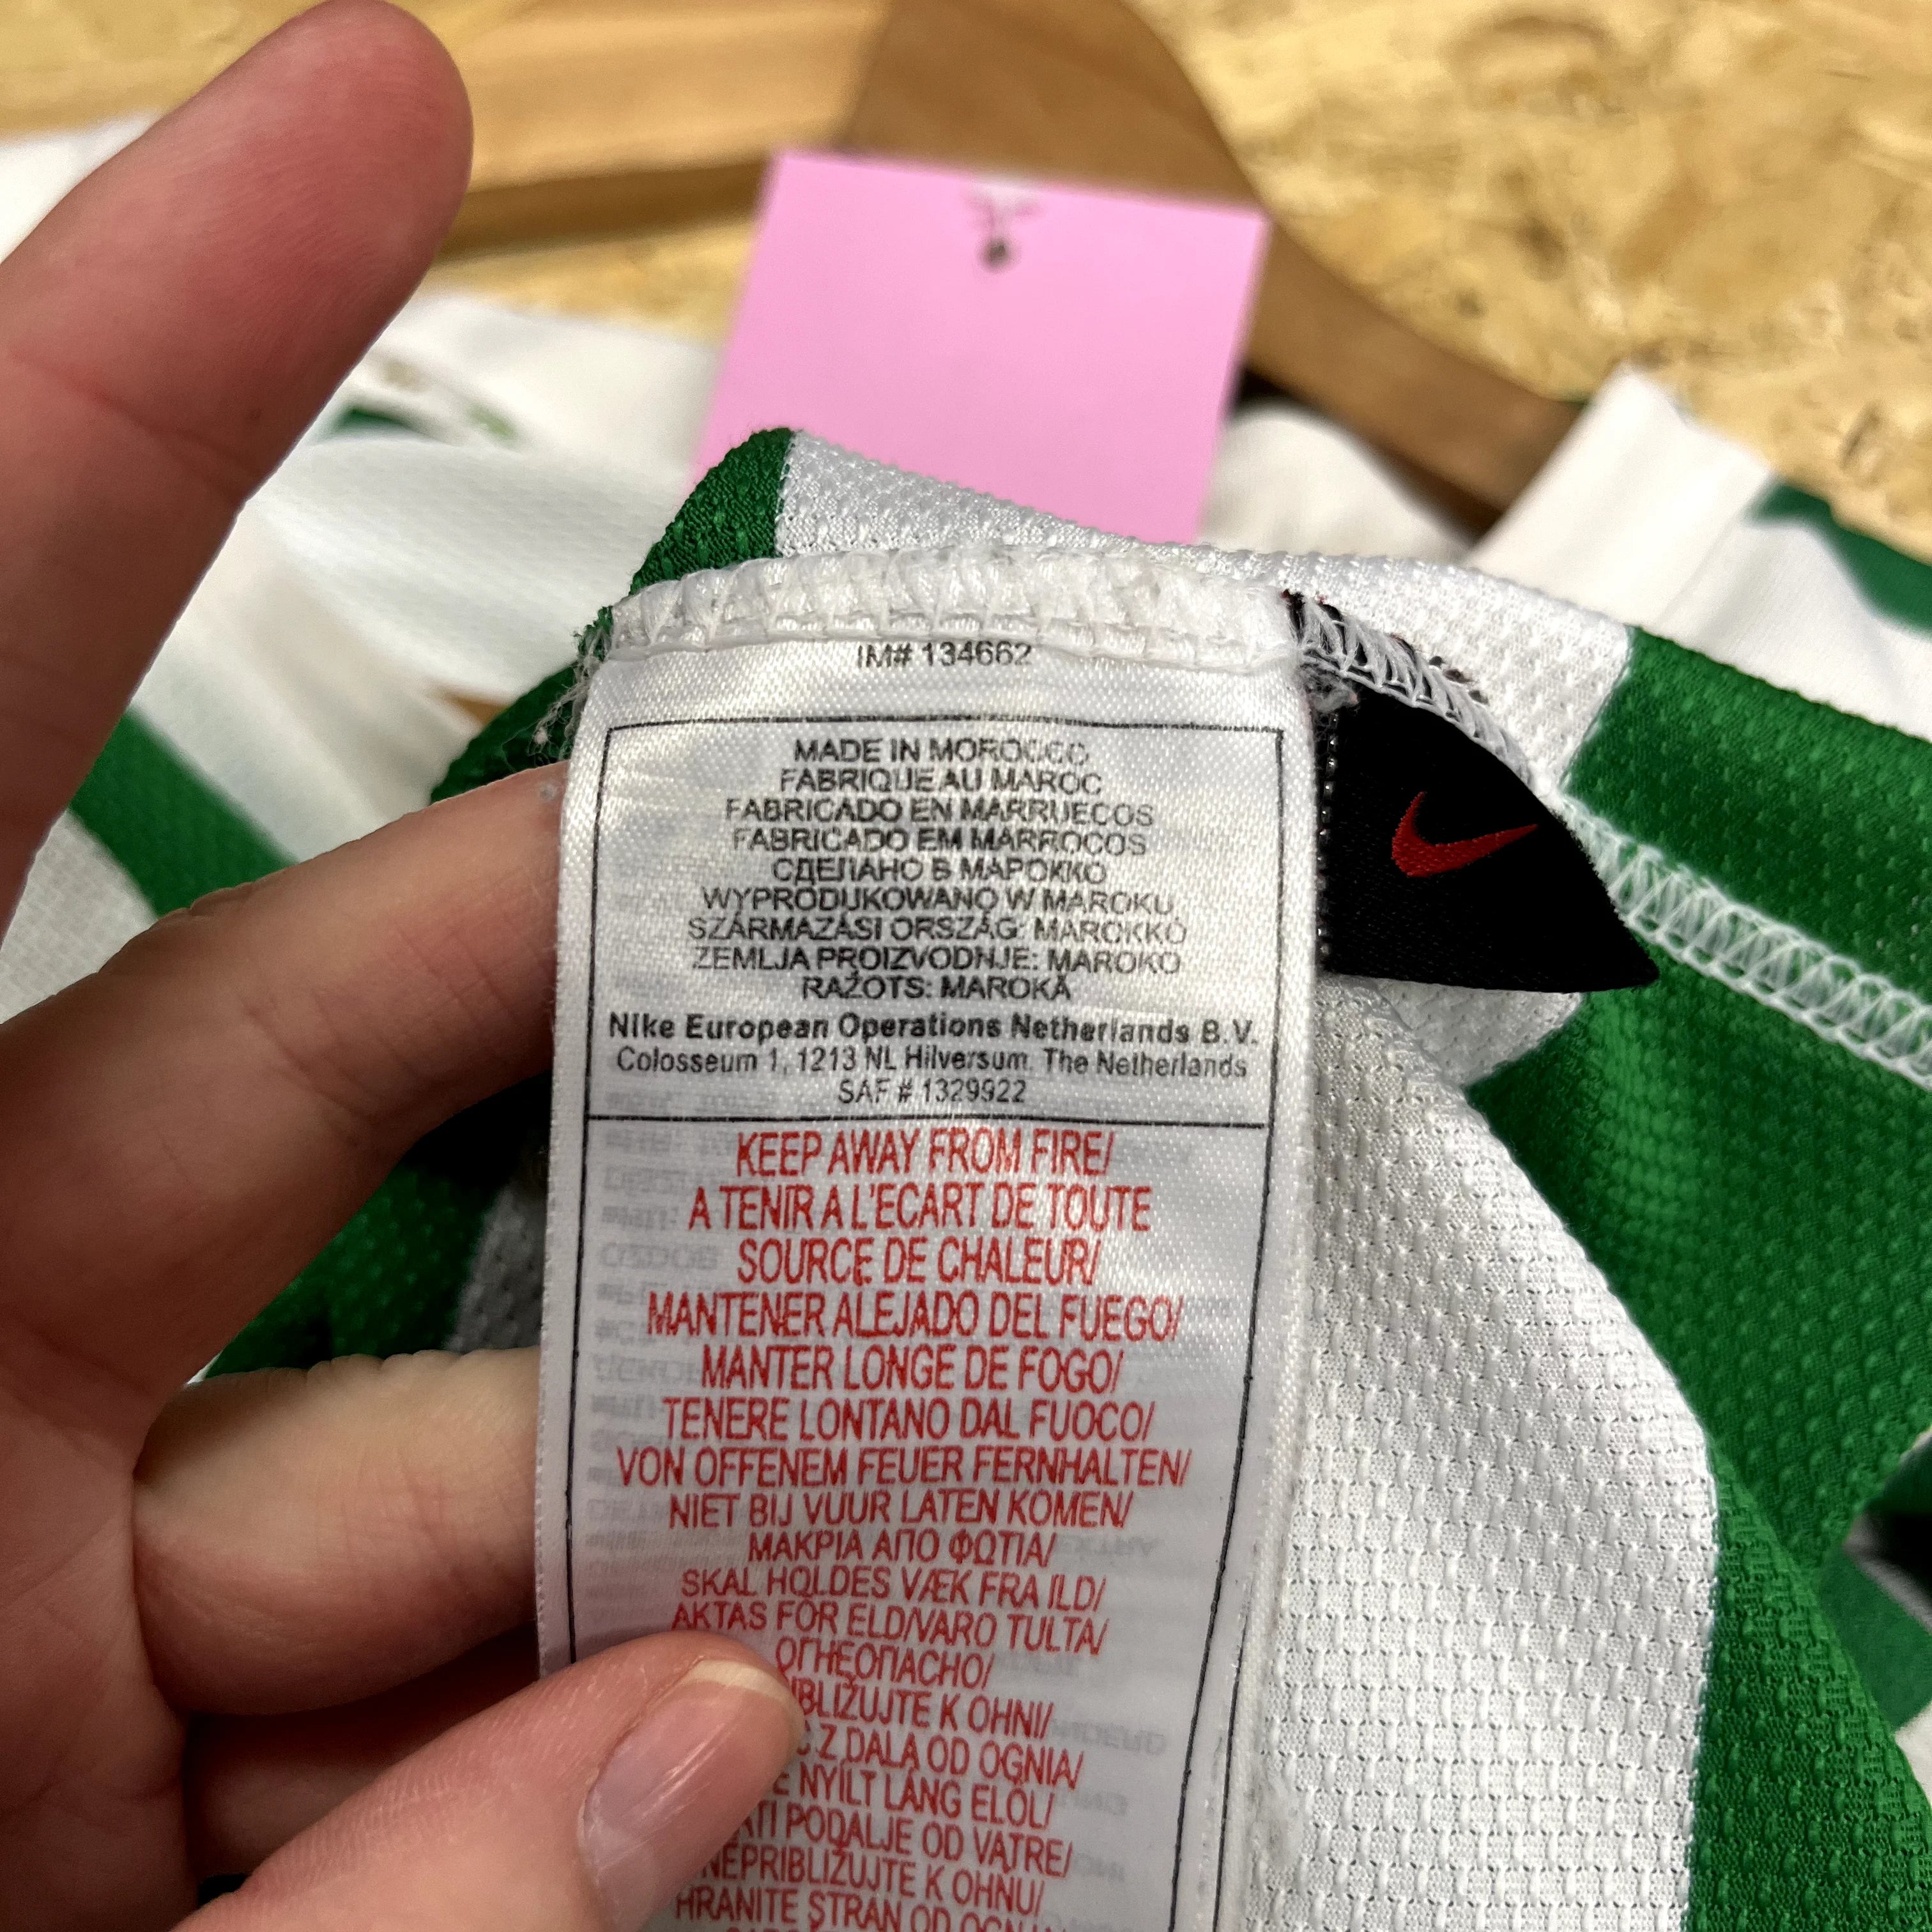 IM# 134662
MADE IN MOROCCO
FABRIQUE AU MAROC
FABRICADO EN MARRUECOS
FABRICADO EM MARROCOS
СДЕЛАНО В МАРОККО
WYPRODUKOWANO W MAROKU
SZÁRMAZÁSI ORSZÁG: MAROKKÓ
ZEMLJA PROIZVODNJE: MAROKO
RAŽOTS: MAROKĀ
Nike European Operations Netherlands B.V.
Colosseum 1, 1213 NL Hilversum. The Netherlands
SAF # 1329922
KEEP AWAY FROM FIRE/
A TENIR A L'ECART DE TOUTE
SOURCE DE CHALEUR/
MANTENER ALEJADO DEL FUEGO/
MANTER LONGE DE FOGO/
TENERE LONTANO DAL FUOCO/
VON OFFENEM FEUER FERNHALTEN/
NIET BIJ VUUR LATEN KOMEN/
ΜΑΚΡΙΑ ΑΠΟ ΦΩΤΙΑ/
SKAL HOLDES VÆK FRA ILD/
AKTAS FÖR ELD/VARO TULTA/
ОГНЕОПАСНО/
K OHNI/
Z DALA OD OGNIA/
NYÍLT LÁNG ELŐL/
PODALJE OD VATRE/
NEPRIBLIŽUJTE K OHNU/
HRANITE STRAN OD